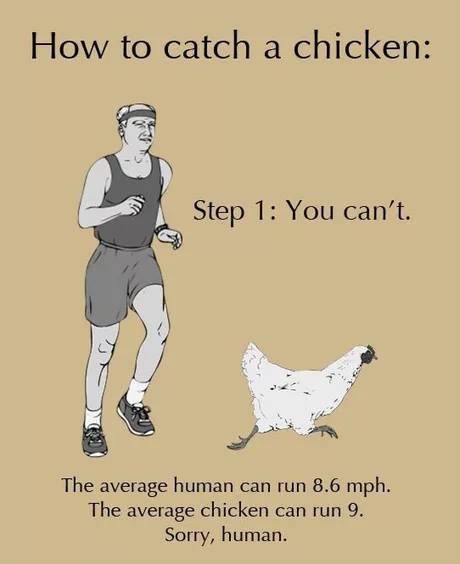 How to catch a chicken:
Step 1: You can't.
The average human can run 8.6 mph.
The average chicken can run 9.
Sorry, human.